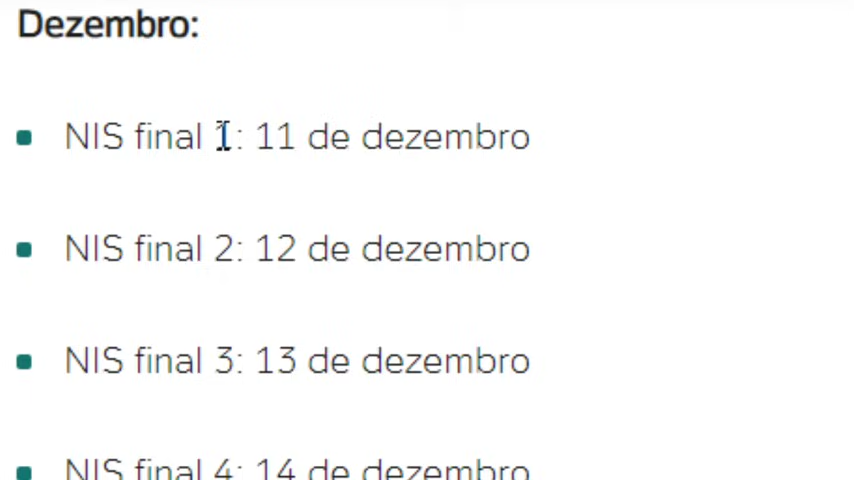 Dezembro:
NIS final 1: 11 de dezembro
NIS final 2: 12 de dezembro
NIS final 3: 13 de dezembro
NIS final 4: 14 de dezembro